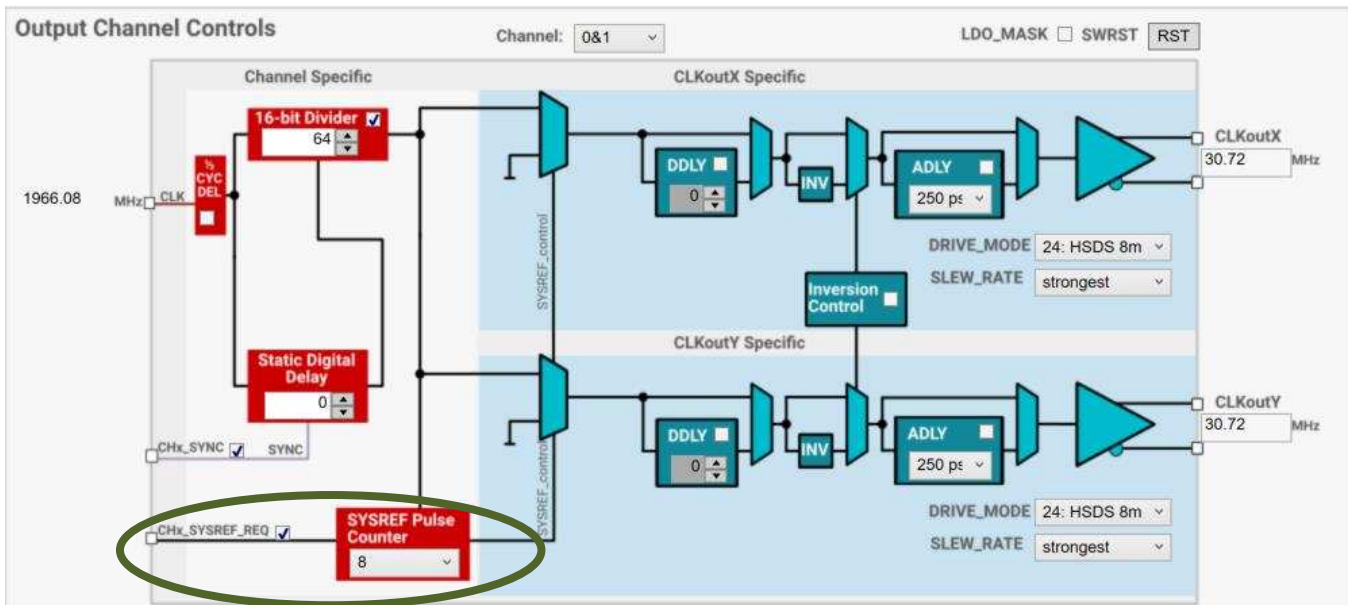 Output Channel Controls
Channel: 0&1
LDO_MASK SWRST RST
Channel Specific
CLKoutX Specific
16-bit Divider
64
½
CYC
DEL
1966.08 MHz CLK
DDLY
0
INV
ADLY
250 ps
CLKoutX
30.72 MHz
SYSREF_control
DRIVE_MODE 24: HSDS 8m
SLEW_RATE strongest
Inversion
Control
CLKoutY Specific
Static Digital
Delay
0
CHx_SYNC SYNC
DDLY
0
INV
ADLY
250 ps
CLKoutY
30.72 MHz
SYSREF_control
CHx_SYSREF_REQ
SYSREF Pulse
Counter
8
DRIVE_MODE 24: HSDS 8m
SLEW_RATE strongest